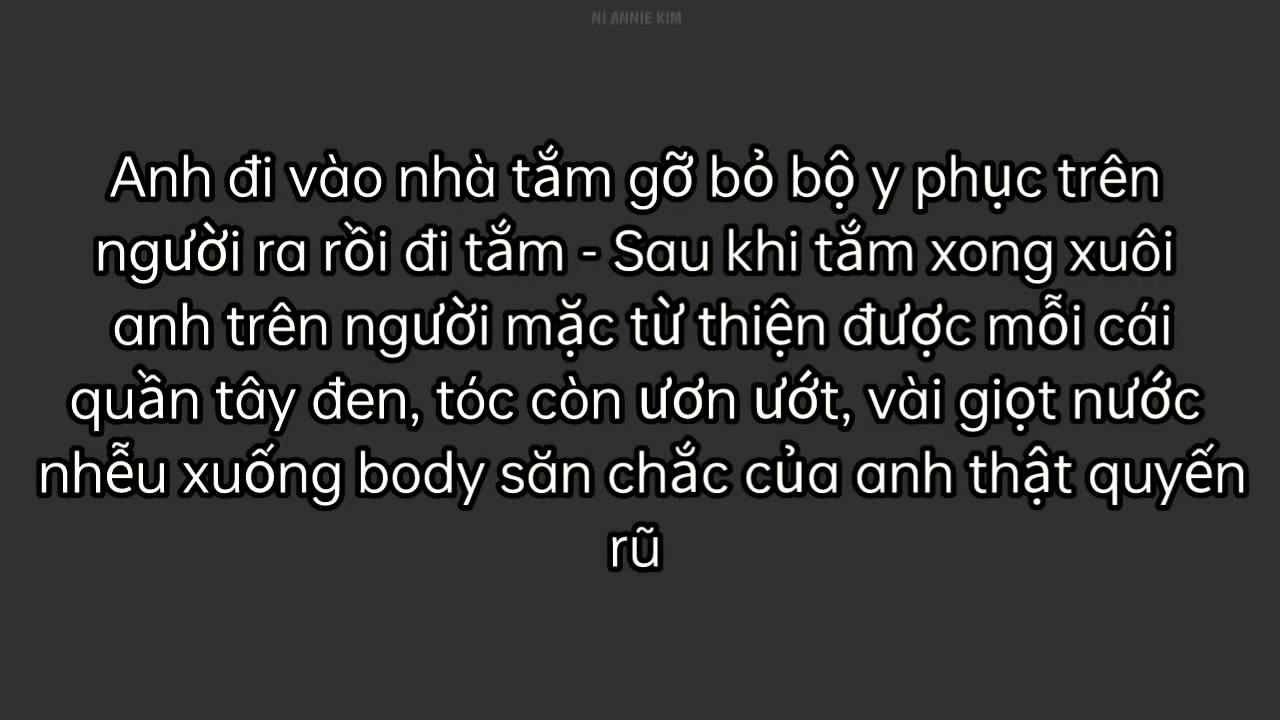 NI ANNIE KIM
Anh đi vào nhà tắm gỡ bỏ bộ y phục trên
người ra rồi đi tắm - Sau khi tắm xong xuôi
anh trên người mặc từ thiện được mỗi cái
quần tây đen, tóc còn ươn ướt, vài giọt nước
nhễu xuống body săn chắc của anh thật quyến
rũ